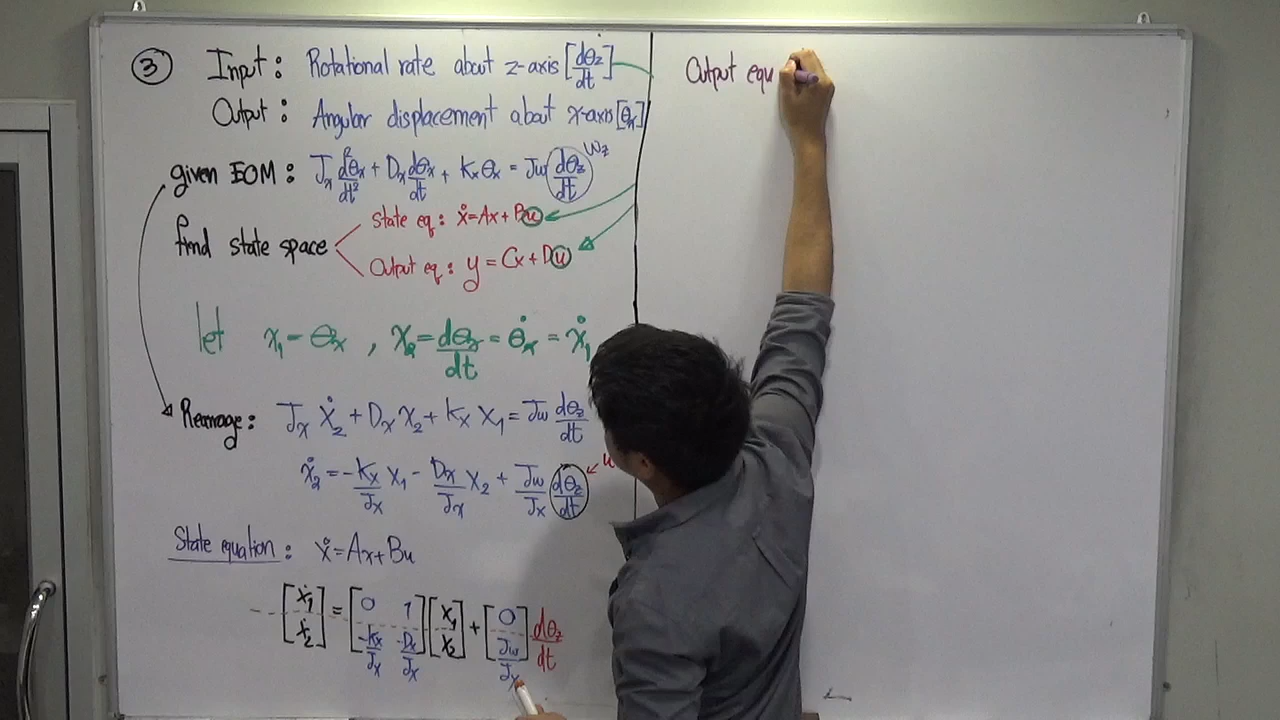 ③ Input: Rotational rate about z-axis [dθz/dt]
Output: Angular displacement about x-axis [θx]
given EOM: Jx d²θx/dt² + Dx dθx/dt + Kx θx = Jw dθz/dt Wz
find state space
State eq: ẋ = Ax + Bu
Output eq: y = Cx + Du
let x1 = θx , x2 = dθx/dt = θ̇x = ẋ1
Rearrage: Jx ẋ2 + Dx x2 + Kx x1 = Jw dθz/dt
ẋ2 = -Kx/Jx x1 - Dx/Jx x2 + Jw/Jx dθz/dt ← u
State equation: ẋ = Ax + Bu
[ẋ1 ẋ2] = [0 1 -Kx/Jx -Dx/Jx] [x1 x2] + [0 Jw/Jx] dθz/dt
Output equ